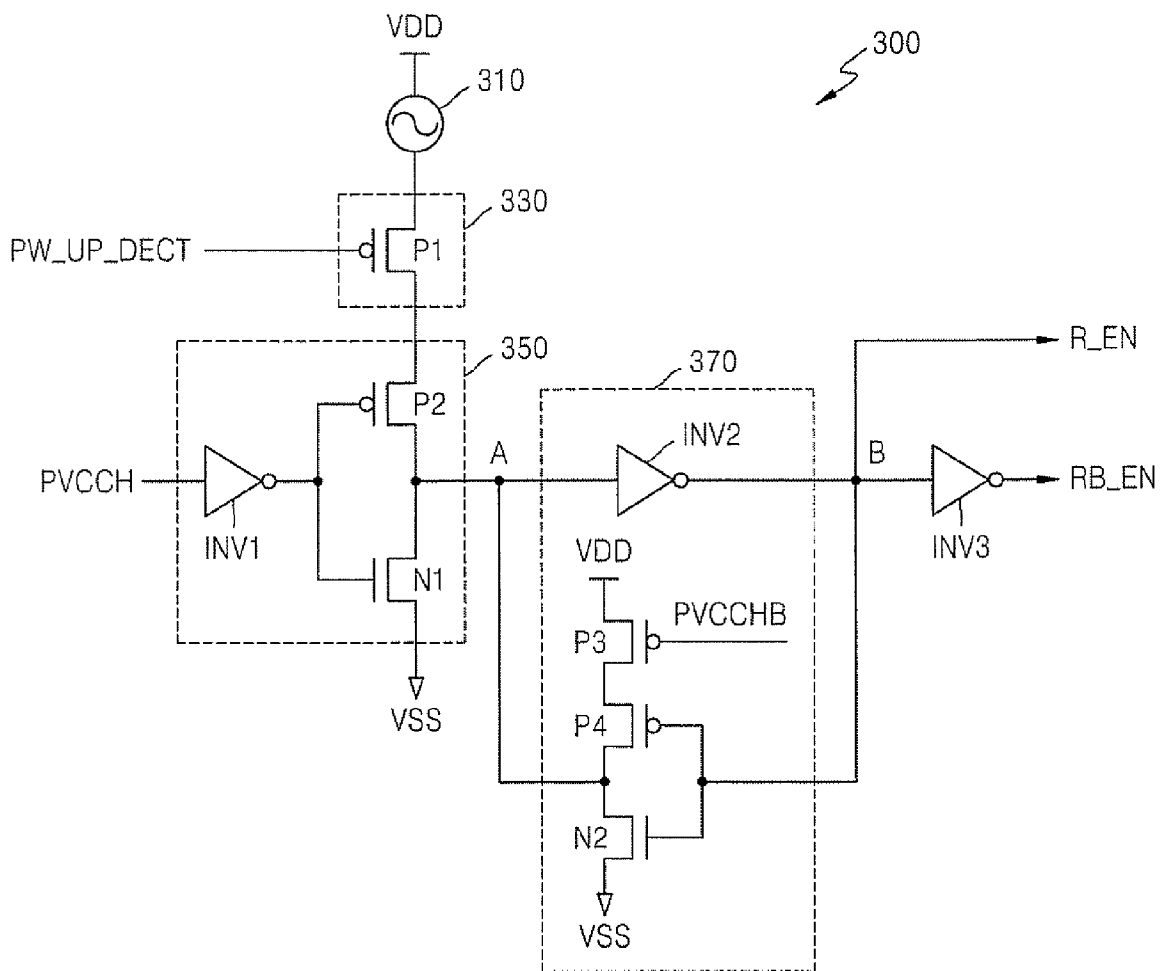 VDD
300
310
330
PW_UP_DECT
P1
350
R_EN
370
P2
INV2
A
B
PVCCH
RB_EN
INV1
INV3
N1
VDD
PVCCHB
P3
VSS
P4
N2
VSS